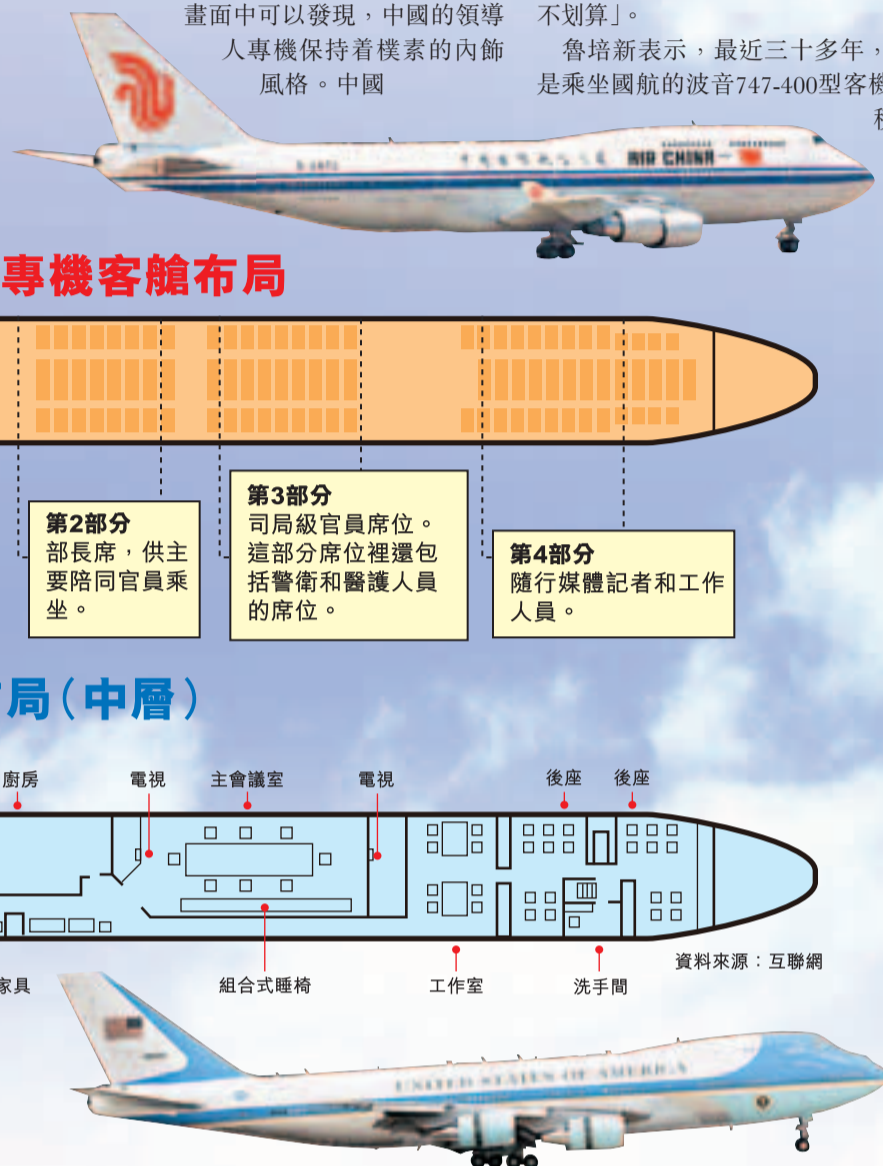 畫面中可以發現，中國的領導
人專機保持着樸素的內飾
風格。中國
不划算」。
魯培新表示，最近三十多年，
是乘坐國航的波音747-400型客機
AIR CHINA
專機客艙布局
第2部分
部長席，供主
要陪同官員乘
坐。
第3部分
司局級官員席位。
這部分席位裡還包
括警衛和醫護人員
的席位。
第4部分
隨行媒體記者和工作
人員。
局（中層）
廚房
電視
主會議室
電視
後座
後座
家具
組合式睡椅
工作室
洗手間
資料來源：互聯網
UNITED STATES OF AMERICA